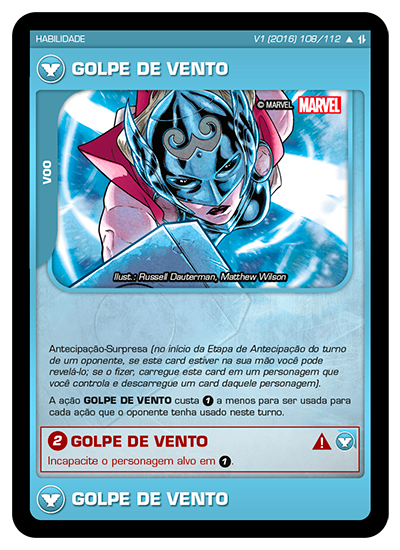 HABILIDADE
V1 (2016) 108/112
GOLPE DE VENTO
© MARVEL MARVEL
VOO
Ilust.: Russell Dauterman, Matthew Wilson
Antecipação-Surpresa (no início da Etapa de Antecipação do turno
de um oponente, se este card estiver na sua mão você pode
revelá-lo; se o fizer, carregue este card em um personagem que
você controla e descarregue um card daquele personagem).
A ação GOLPE DE VENTO custa 1 a menos para ser usada para
cada ação que o oponente tenha usado neste turno.
2 GOLPE DE VENTO
Incapacite o personagem alvo em 1.
GOLPE DE VENTO